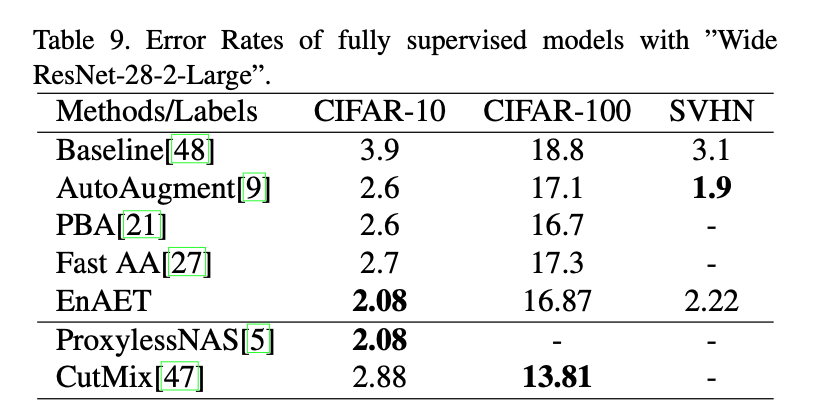 Table 9. Error Rates of fully supervised models with ”Wide
ResNet-28-2-Large”.
Methods/Labels CIFAR-10 CIFAR-100 SVHN
Baseline[48] 3.9 18.8 3.1
AutoAugment[9] 2.6 17.1 1.9
PBA[21] 2.6 16.7 -
Fast AA[27] 2.7 17.3 -
EnAET 2.08 16.87 2.22
ProxylessNAS[5] 2.08 - -
CutMix[47] 2.88 13.81 -